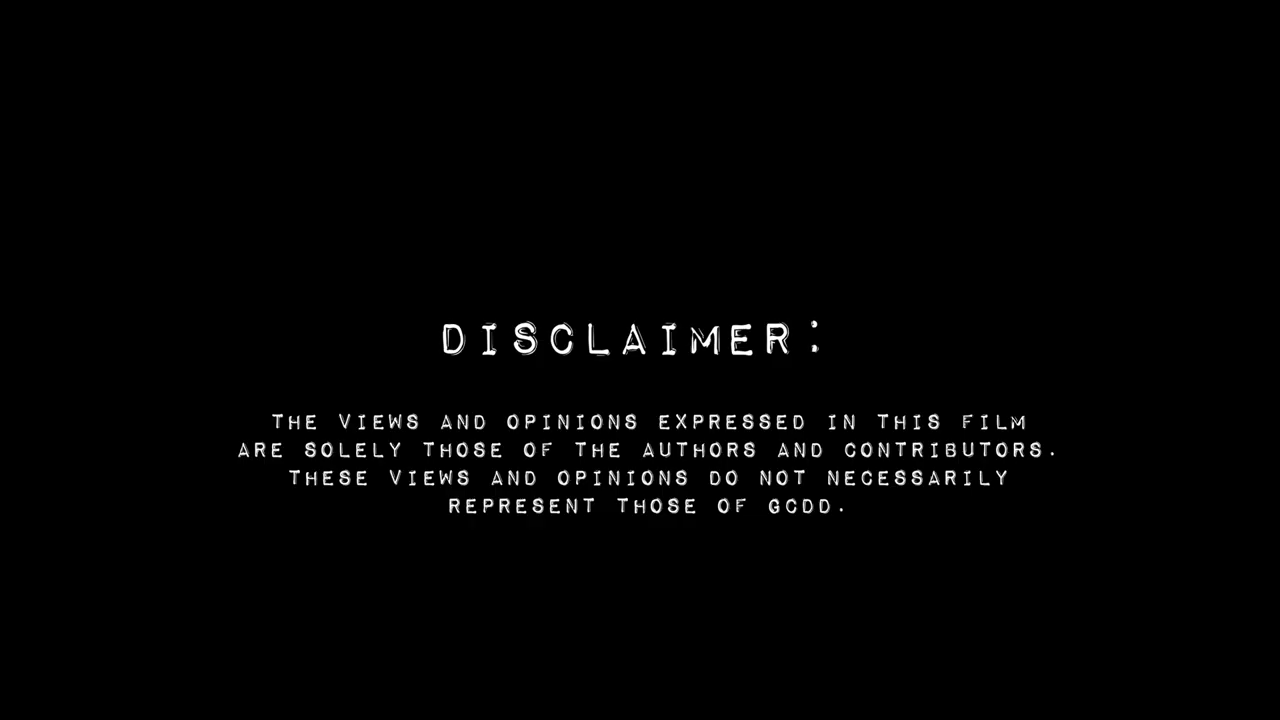 DISCLAIMER:
THE VIEWS AND OPINIONS EXPRESSED IN THIS FILM
ARE SOLELY THOSE OF THE AUTHORS AND CONTRIBUTORS.
THESE VIEWS AND OPINIONS DO NOT NECESSARILY
REPRESENT THOSE OF GCDD.